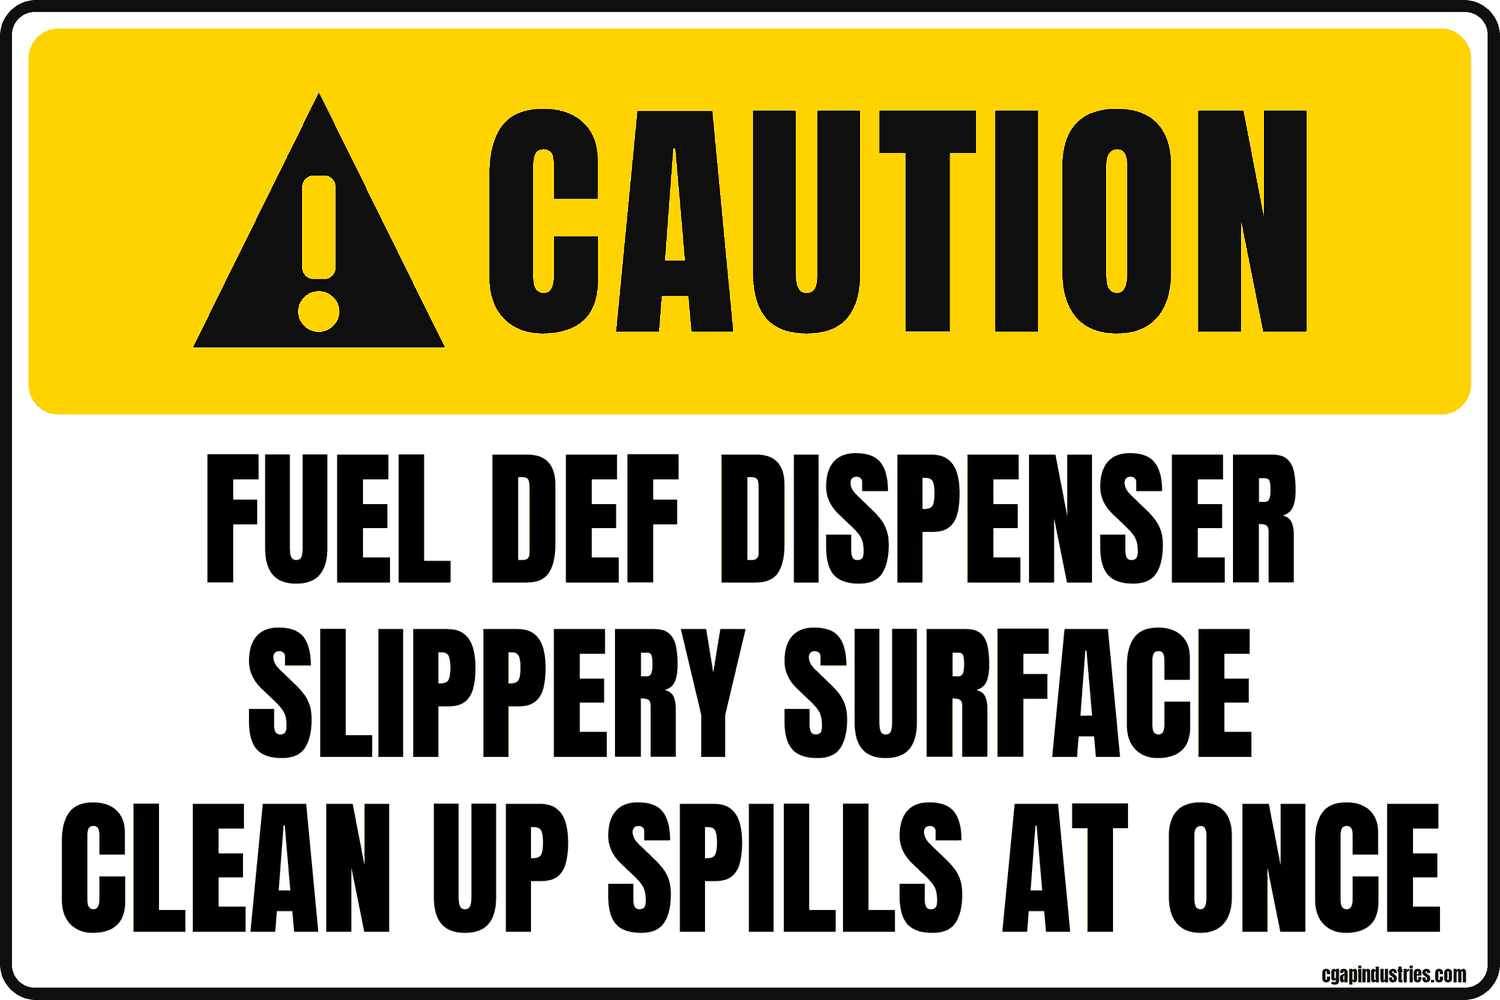 CAUTION
FUEL DEF DISPENSER
SLIPPERY SURFACE
CLEAN UP SPILLS AT ONCE
cgapindustries.com